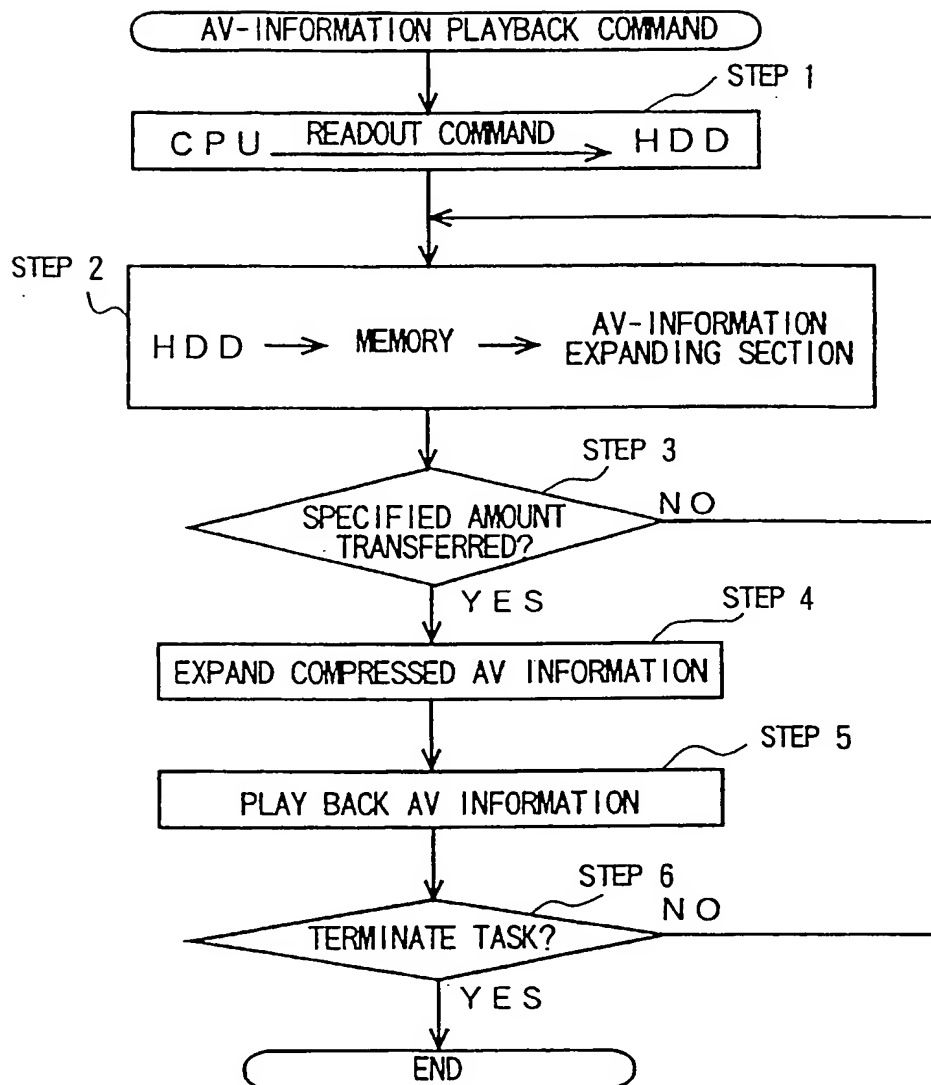 AV-INFORMATION PLAYBACK COMMAND
STEP 1
CPU READOUT COMMAND HDD
STEP 2
HDD MEMORY AV-INFORMATION
EXPANDING SECTION
STEP 3
SPECIFIED AMOUNT
TRANSFERRED?
NO
YES
STEP 4
EXPAND COMPRESSED AV INFORMATION
STEP 5
PLAY BACK AV INFORMATION
STEP 6
TERMINATE TASK?
NO
YES
END